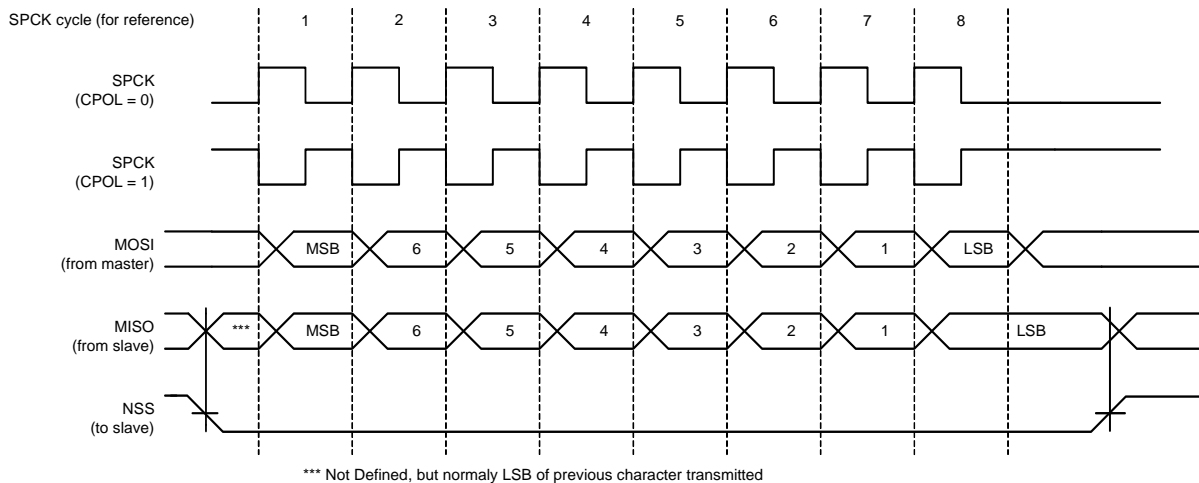 SPCK cycle (for reference) 1 2 3 4 5 6 7 8
SPCK
(CPOL = 0)
SPCK
(CPOL = 1)
MOSI
(from master)
MSB 6 5 4 3 2 1 LSB
MISO
(from slave)
*** MSB 6 5 4 3 2 1 LSB
NSS
(to slave)
*** Not Defined, but normaly LSB of previous character transmitted